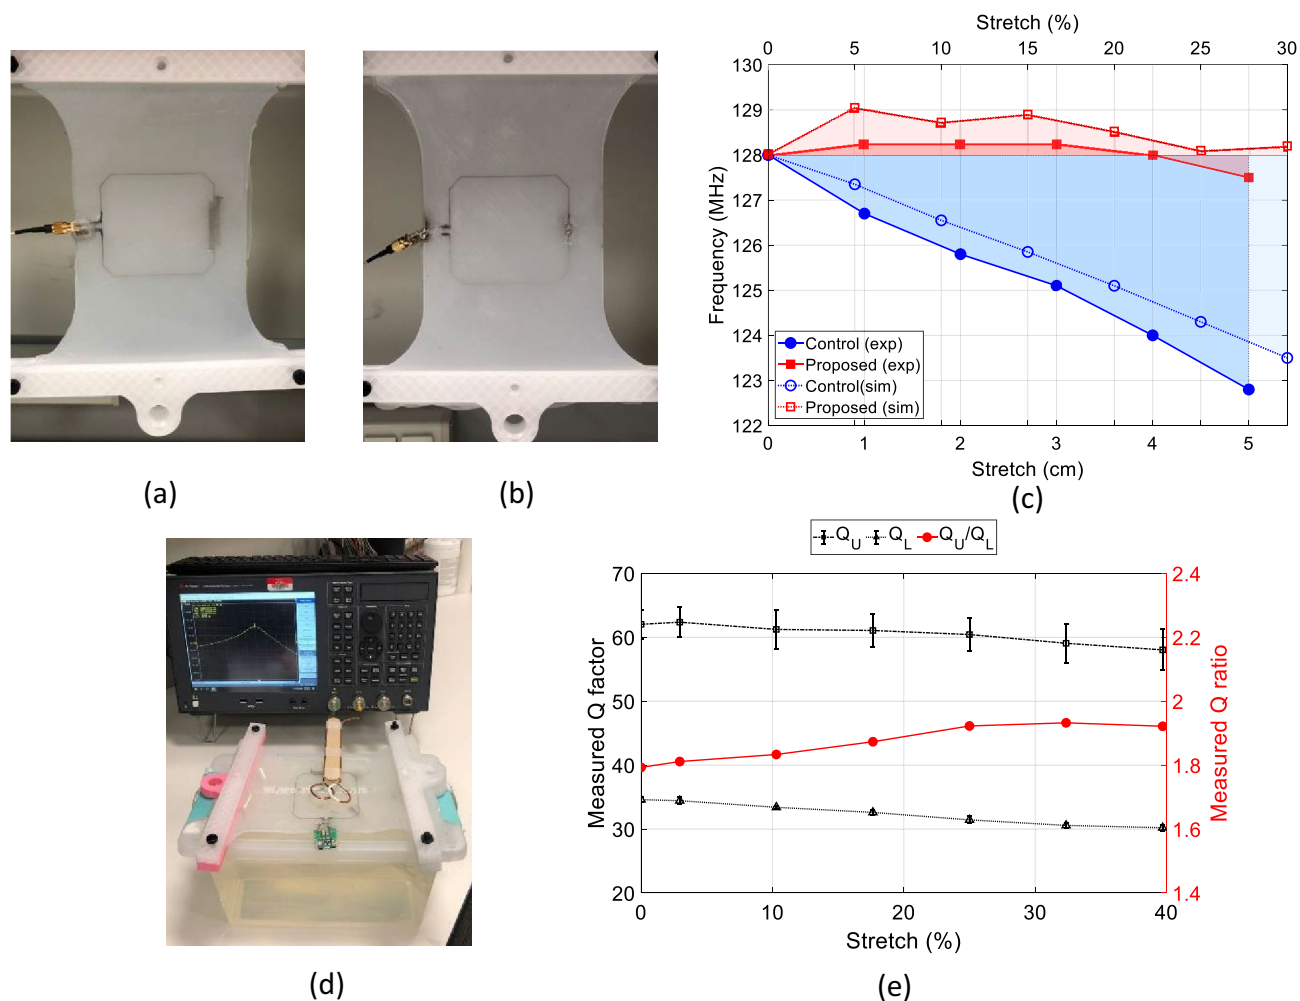 Stretch (%)
0 5 10 15 20 25 30
130
129
128
127
126
125
124
123
122
Frequency (MHz)
Control (exp)
Proposed (exp)
Control(sim)
Proposed (sim)
0 1 2 3 4 5
Stretch (cm)
(a)
(b)
(c)
Q_U Q_L Q_U/Q_L
70
60
50
40
30
20
Measured Q factor
2.4
2.2
2
1.8
1.6
1.4
Measured Q ratio
0 10 20 30 40
Stretch (%)
(d)
(e)